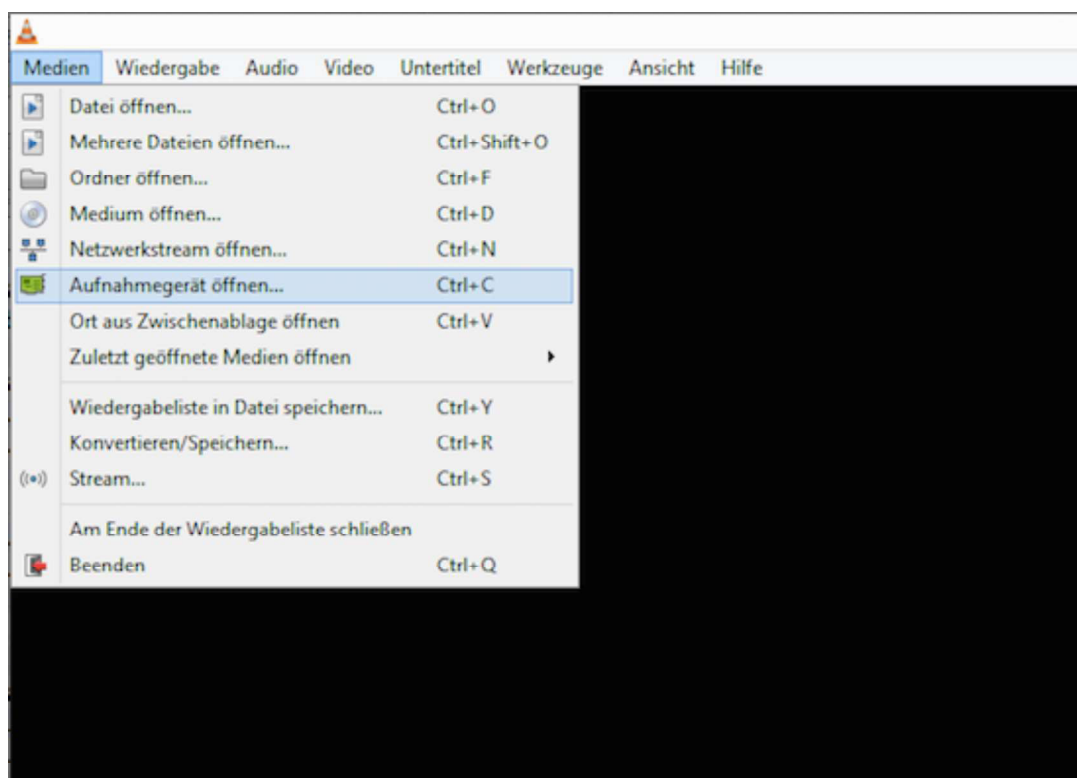 Medien Wiedergabe Audio Video Untertitel Werkzeuge Ansicht Hilfe
Datei öffnen... Ctrl+O
Mehrere Dateien öffnen... Ctrl+Shift+O
Ordner öffnen... Ctrl+F
Medium öffnen... Ctrl+D
Netzwerkstream öffnen... Ctrl+N
Aufnahmegerät öffnen... Ctrl+C
Ort aus Zwischenablage öffnen Ctrl+V
Zuletzt geöffnete Medien öffnen
Wiedergabeliste in Datei speichern... Ctrl+Y
Konvertieren/Speichern... Ctrl+R
Stream... Ctrl+S
Am Ende der Wiedergabeliste schließen
Beenden Ctrl+Q